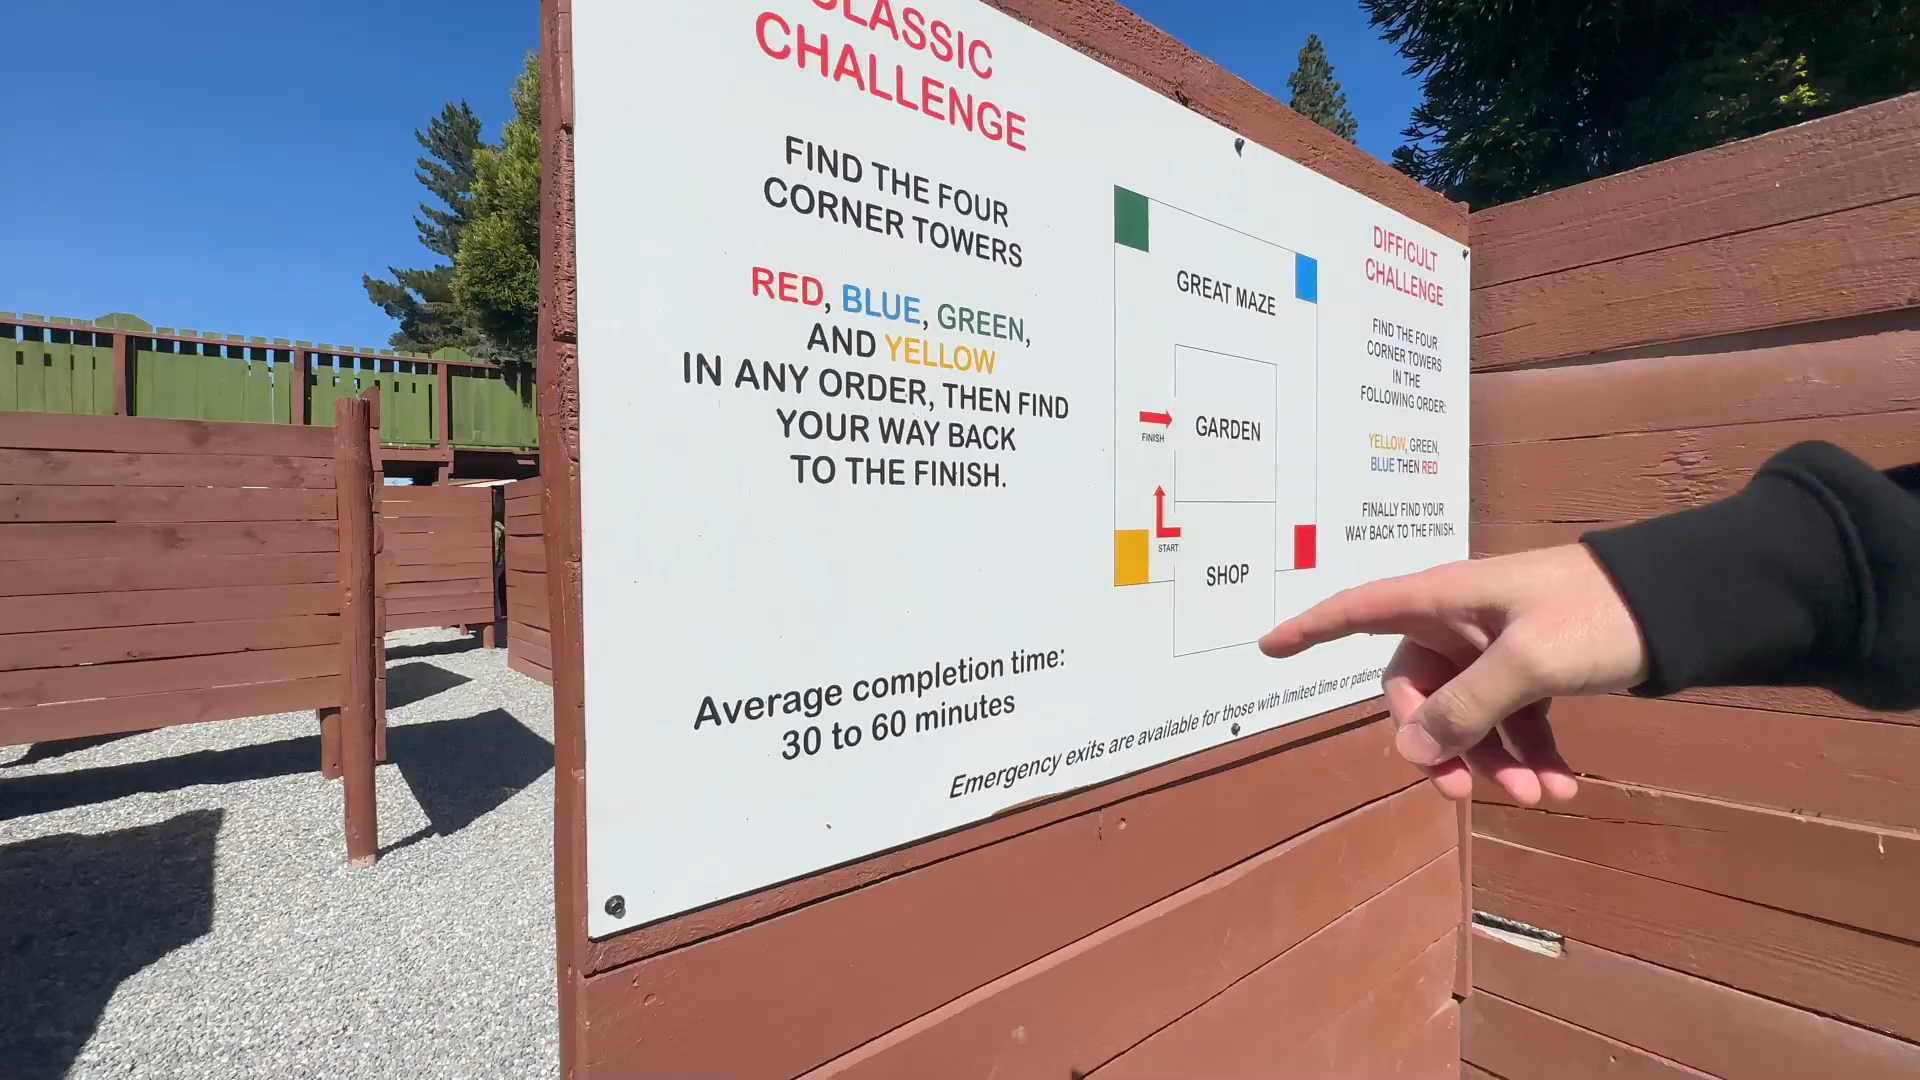 CLASSIC
CHALLENGE
FIND THE FOUR
CORNER TOWERS
RED, BLUE, GREEN,
AND YELLOW
IN ANY ORDER, THEN FIND
YOUR WAY BACK
TO THE FINISH.
Average completion time:
30 to 60 minutes
GREAT MAZE
GARDEN
FINISH
START
SHOP
DIFFICULT
CHALLENGE
FIND THE FOUR
CORNER TOWERS
IN THE
FOLLOWING ORDER:
YELLOW, GREEN,
BLUE THEN RED
FINALLY FIND YOUR
WAY BACK TO THE FINISH.
Emergency exits are available for those with limited time or patience